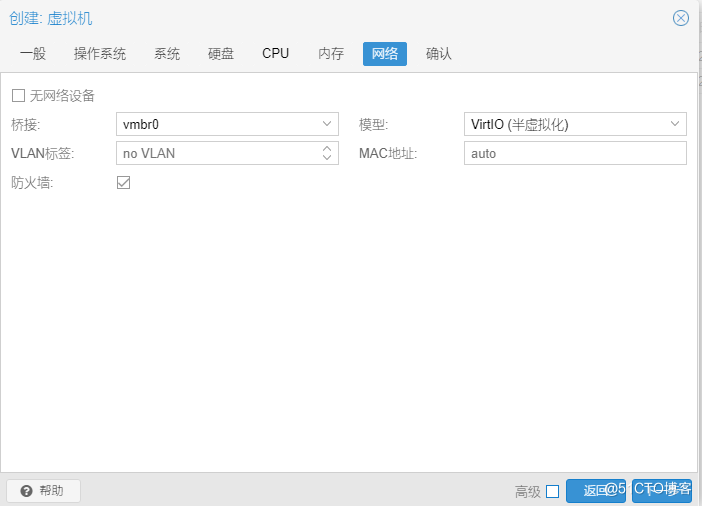 创建: 虚拟机
一般 操作系统 系统 硬盘 CPU 内存 网络 确认
无网络设备
桥接: vmbr0 模型: VirtIO (半虚拟化)
VLAN标签: no VLAN MAC地址: auto
防火墙:
帮助 高级 返回 下一步
@51CTO博客